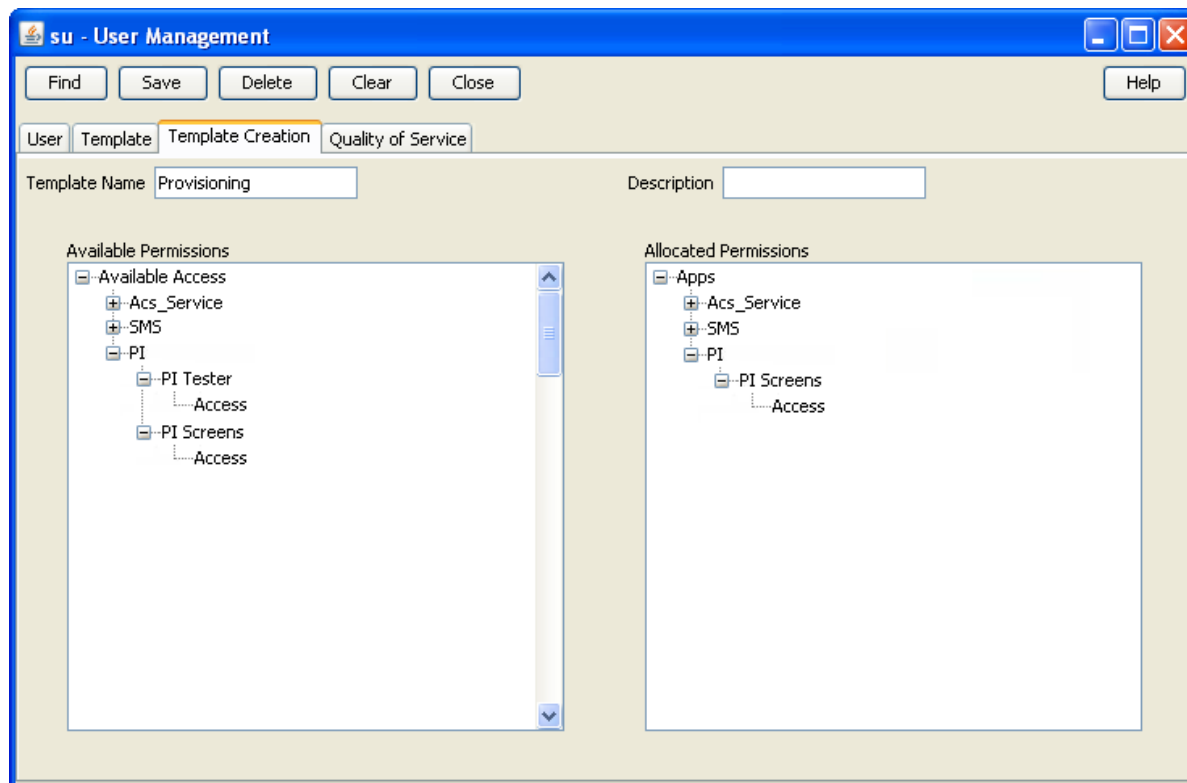 su - User Management
Find Save Delete Clear Close Help
User Template Template Creation Quality of Service
Template Name Provisioning Description
Available Permissions
Available Access
Acs_Service
SMS
PI
PI Tester
Access
PI Screens
Access
Allocated Permissions
Apps
Acs_Service
SMS
PI
PI Screens
Access